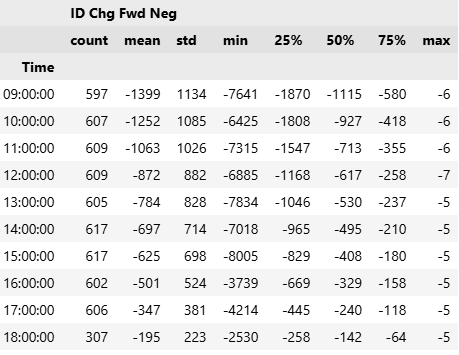 ID Chg Fwd Neg
count mean std min 25% 50% 75% max
Time
09:00:00 597 -1399 1134 -7641 -1870 -1115 -580 -6
10:00:00 607 -1252 1085 -6425 -1808 -927 -418 -6
11:00:00 609 -1063 1026 -7315 -1547 -713 -355 -6
12:00:00 609 -872 882 -6885 -1168 -617 -258 -7
13:00:00 605 -784 828 -7834 -1046 -530 -237 -5
14:00:00 617 -697 714 -7018 -965 -495 -210 -5
15:00:00 617 -625 698 -8005 -829 -408 -180 -5
16:00:00 602 -501 524 -3739 -669 -329 -158 -5
17:00:00 606 -347 381 -4214 -445 -240 -118 -5
18:00:00 307 -195 223 -2530 -258 -142 -64 -5